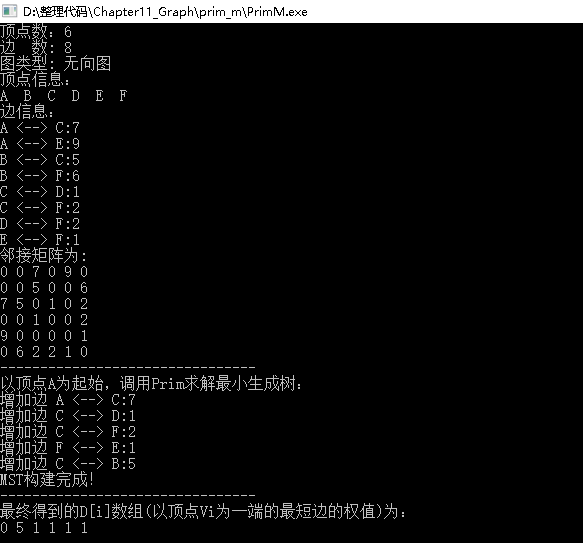 D:\整理代码\Chapter11_Graph\prim_m\PrimM.exe
顶点数: 6
边  数: 8
图类型: 无向图
顶点信息:
A  B  C  D  E  F
边信息:
A <--> C:7
A <--> E:9
B <--> C:5
B <--> F:6
C <--> D:1
C <--> F:2
D <--> F:2
E <--> F:1
邻接矩阵为:
0 0 7 0 9 0
0 0 5 0 0 6
7 5 0 1 0 2
0 0 1 0 0 2
9 0 0 0 0 1
0 6 2 2 1 0
--------------------------------
以顶点A为起始，调用Prim求解最小生成树:
增加边 A <--> C:7
增加边 C <--> D:1
增加边 C <--> F:2
增加边 F <--> E:1
增加边 C <--> B:5
MST构建完成!
--------------------------------
最终得到的D[i]数组(以顶点Vi为一端的最短边的权值)为:
0 5 1 1 1 1